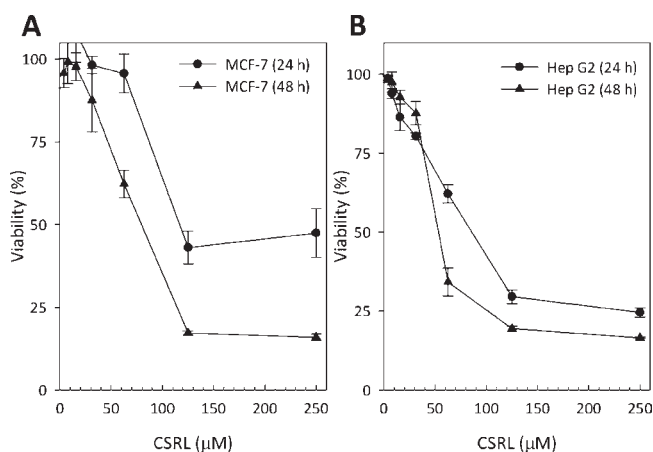 A
B
MCF-7 (24 h)
MCF-7 (48 h)
Hep G2 (24 h)
Hep G2 (48 h)
Viability (%)
100
75
50
25
0
Viability (%)
100
75
50
25
0
0 50 100 150 200 250
0 50 100 150 200 250
CSRL (μM)
CSRL (μM)